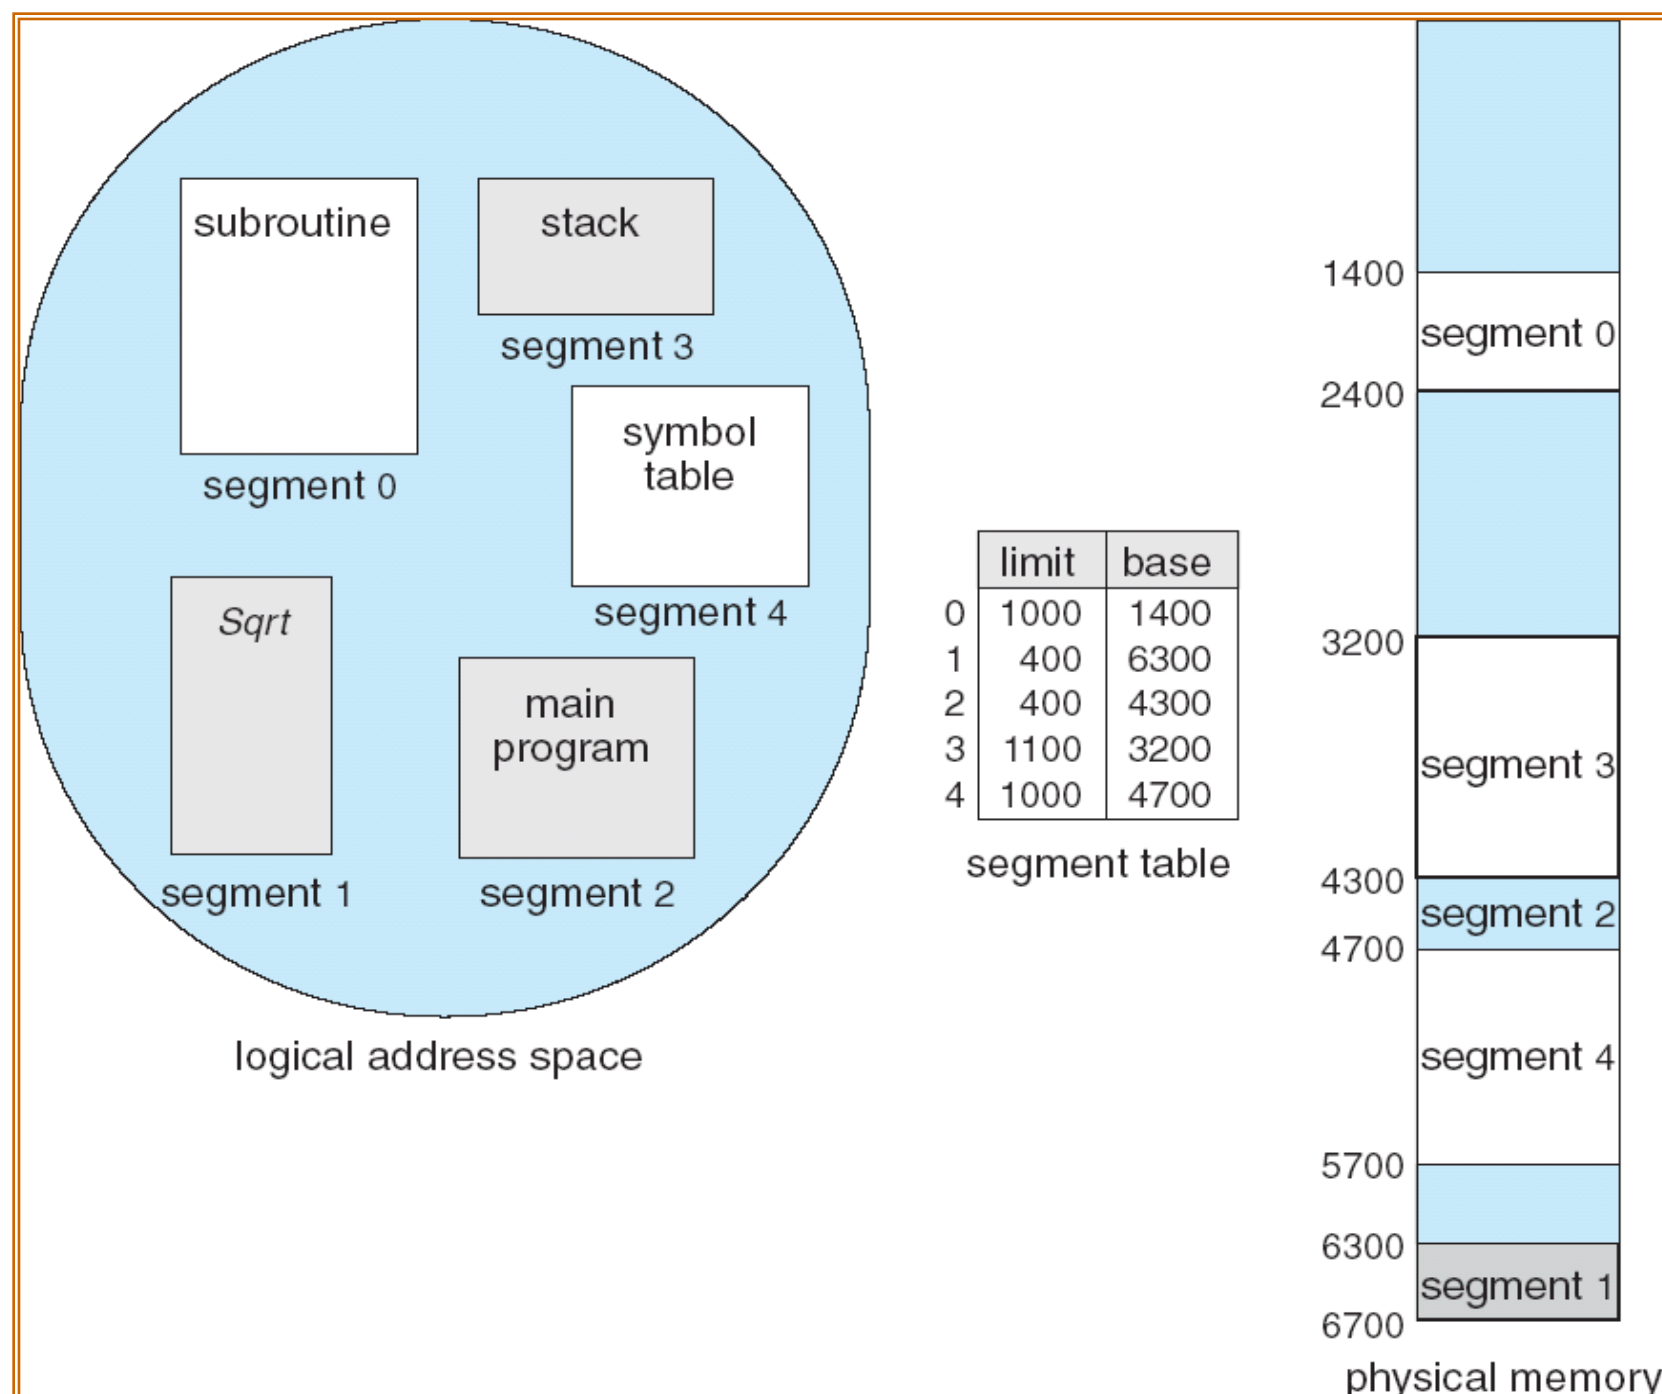 subroutine
segment 0
stack
segment 3
symbol
table
segment 4
Sqrt
segment 1
main
program
segment 2
logical address space
limit base
0 1000 1400
1 400 6300
2 400 4300
3 1100 3200
4 1000 4700
segment table
1400
segment 0
2400
3200
segment 3
4300
segment 2
4700
segment 4
5700
6300
segment 1
6700
physical memory